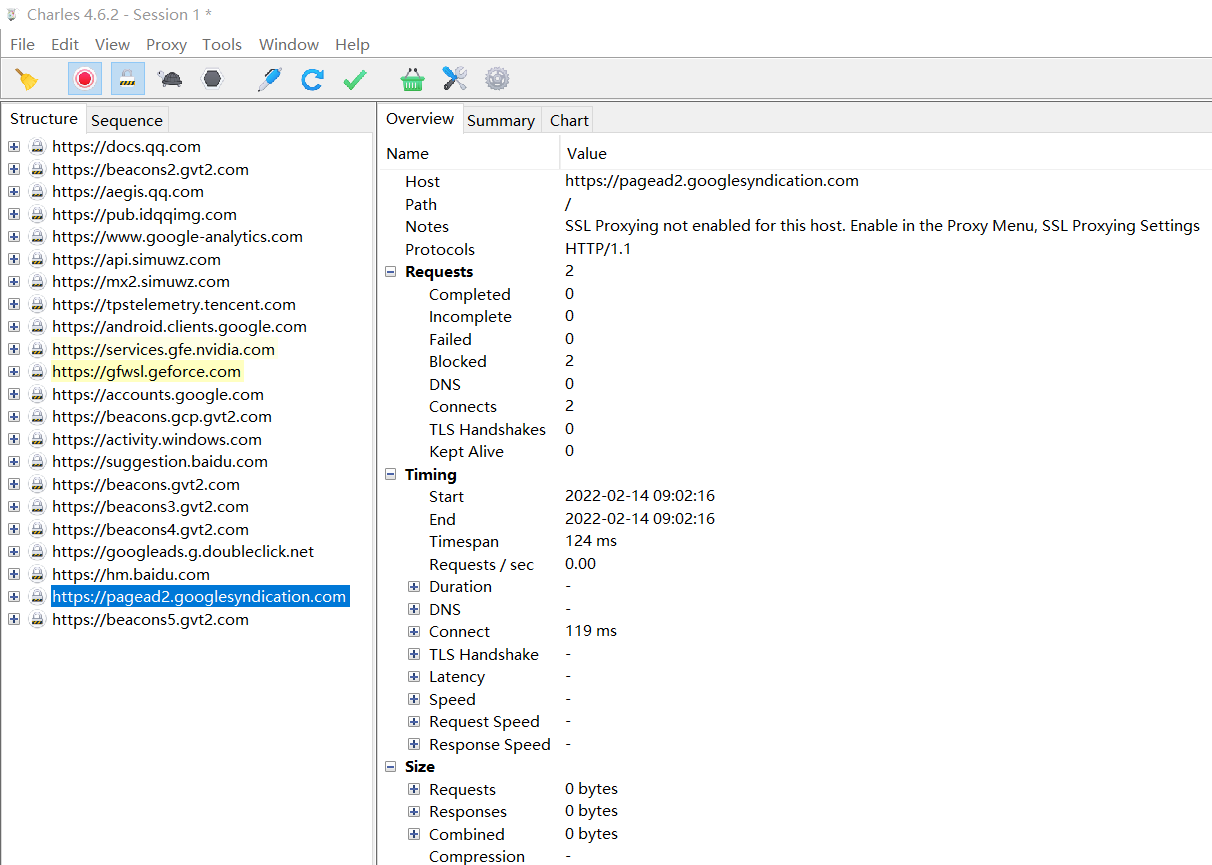 Charles 4.6.2 - Session 1 *
File Edit View Proxy Tools Window Help
Structure Sequence
https://docs.qq.com
https://beacons2.gvt2.com
https://aegis.qq.com
https://pub.idqqimg.com
https://www.google-analytics.com
https://api.simuwz.com
https://mx2.simuwz.com
https://tpstelemetry.tencent.com
https://android.clients.google.com
https://services.gfe.nvidia.com
https://gfwsl.geforce.com
https://accounts.google.com
https://beacons.gcp.gvt2.com
https://activity.windows.com
https://suggestion.baidu.com
https://beacons.gvt2.com
https://beacons3.gvt2.com
https://beacons4.gvt2.com
https://googleads.g.doubleclick.net
https://hm.baidu.com
https://pagead2.googlesyndication.com
https://beacons5.gvt2.com
Overview Summary Chart
Name Value
Host https://pagead2.googlesyndication.com
Path /
Notes SSL Proxying not enabled for this host. Enable in the Proxy Menu, SSL Proxying Settings
Protocols HTTP/1.1
Requests 2
Completed 0
Incomplete 0
Failed 0
Blocked 2
DNS 0
Connects 2
TLS Handshakes 0
Kept Alive 0
Timing
Start 2022-02-14 09:02:16
End 2022-02-14 09:02:16
Timespan 124 ms
Requests / sec 0.00
Duration -
DNS -
Connect 119 ms
TLS Handshake -
Latency -
Speed -
Request Speed -
Response Speed -
Size
Requests 0 bytes
Responses 0 bytes
Combined 0 bytes
Compression -